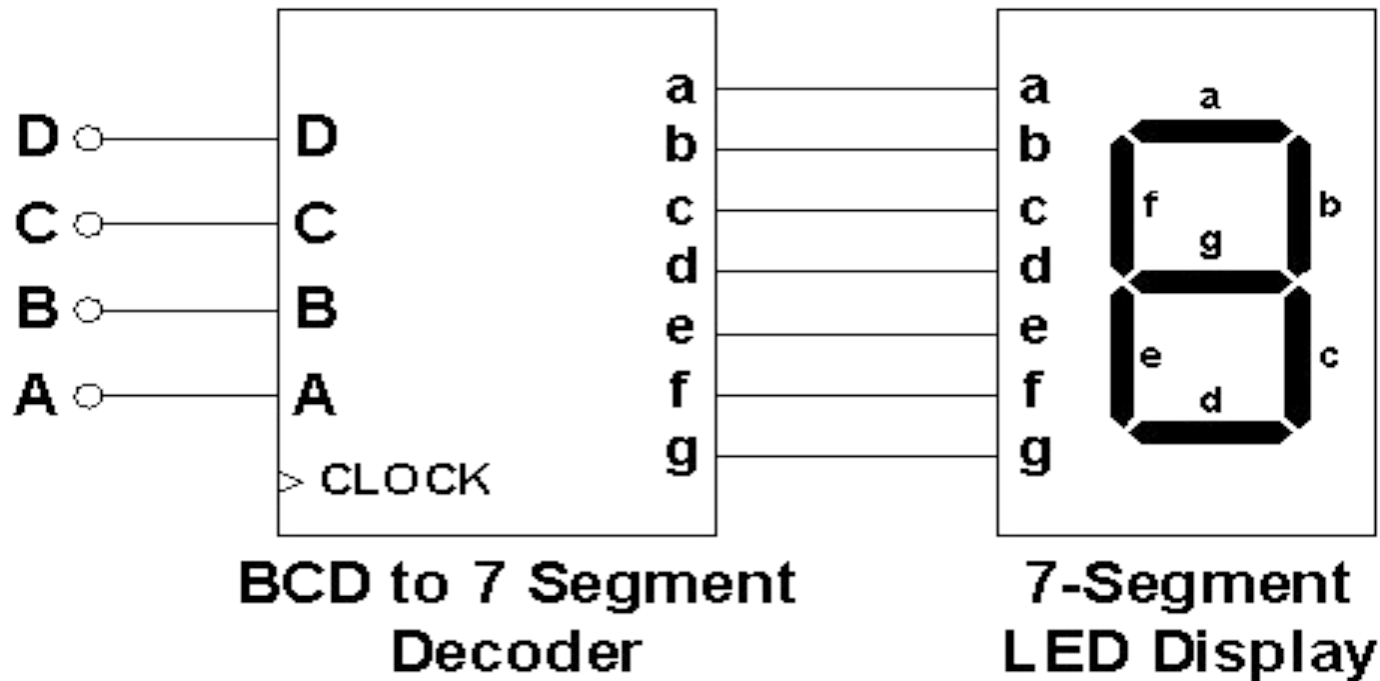 D
C
B
A
D
C
B
A
CLOCK
a
b
c
d
e
f
g
a
b
c
d
e
f
g
a
f
b
g
e
c
d
BCD to 7 Segment
Decoder
7-Segment
LED Display